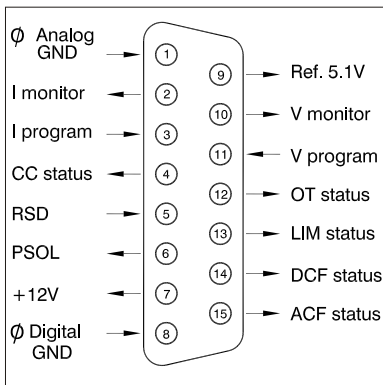 ϕ Analog
GND
I monitor
I program
CC status
RSD
PSOL
+12V
ϕ Digital
GND
1
2
3
4
5
6
7
8
9
10
11
12
13
14
15
Ref. 5.1V
V monitor
V program
OT status
LIM status
DCF status
ACF status